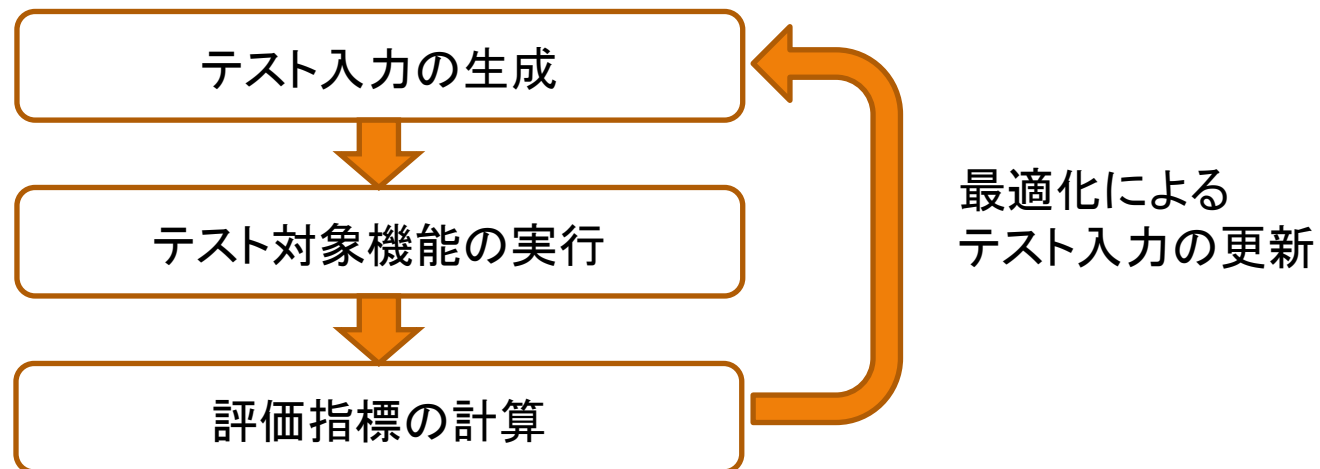 テスト入力の生成
テスト対象機能の実行
評価指標の計算
最適化による
テスト入力の更新